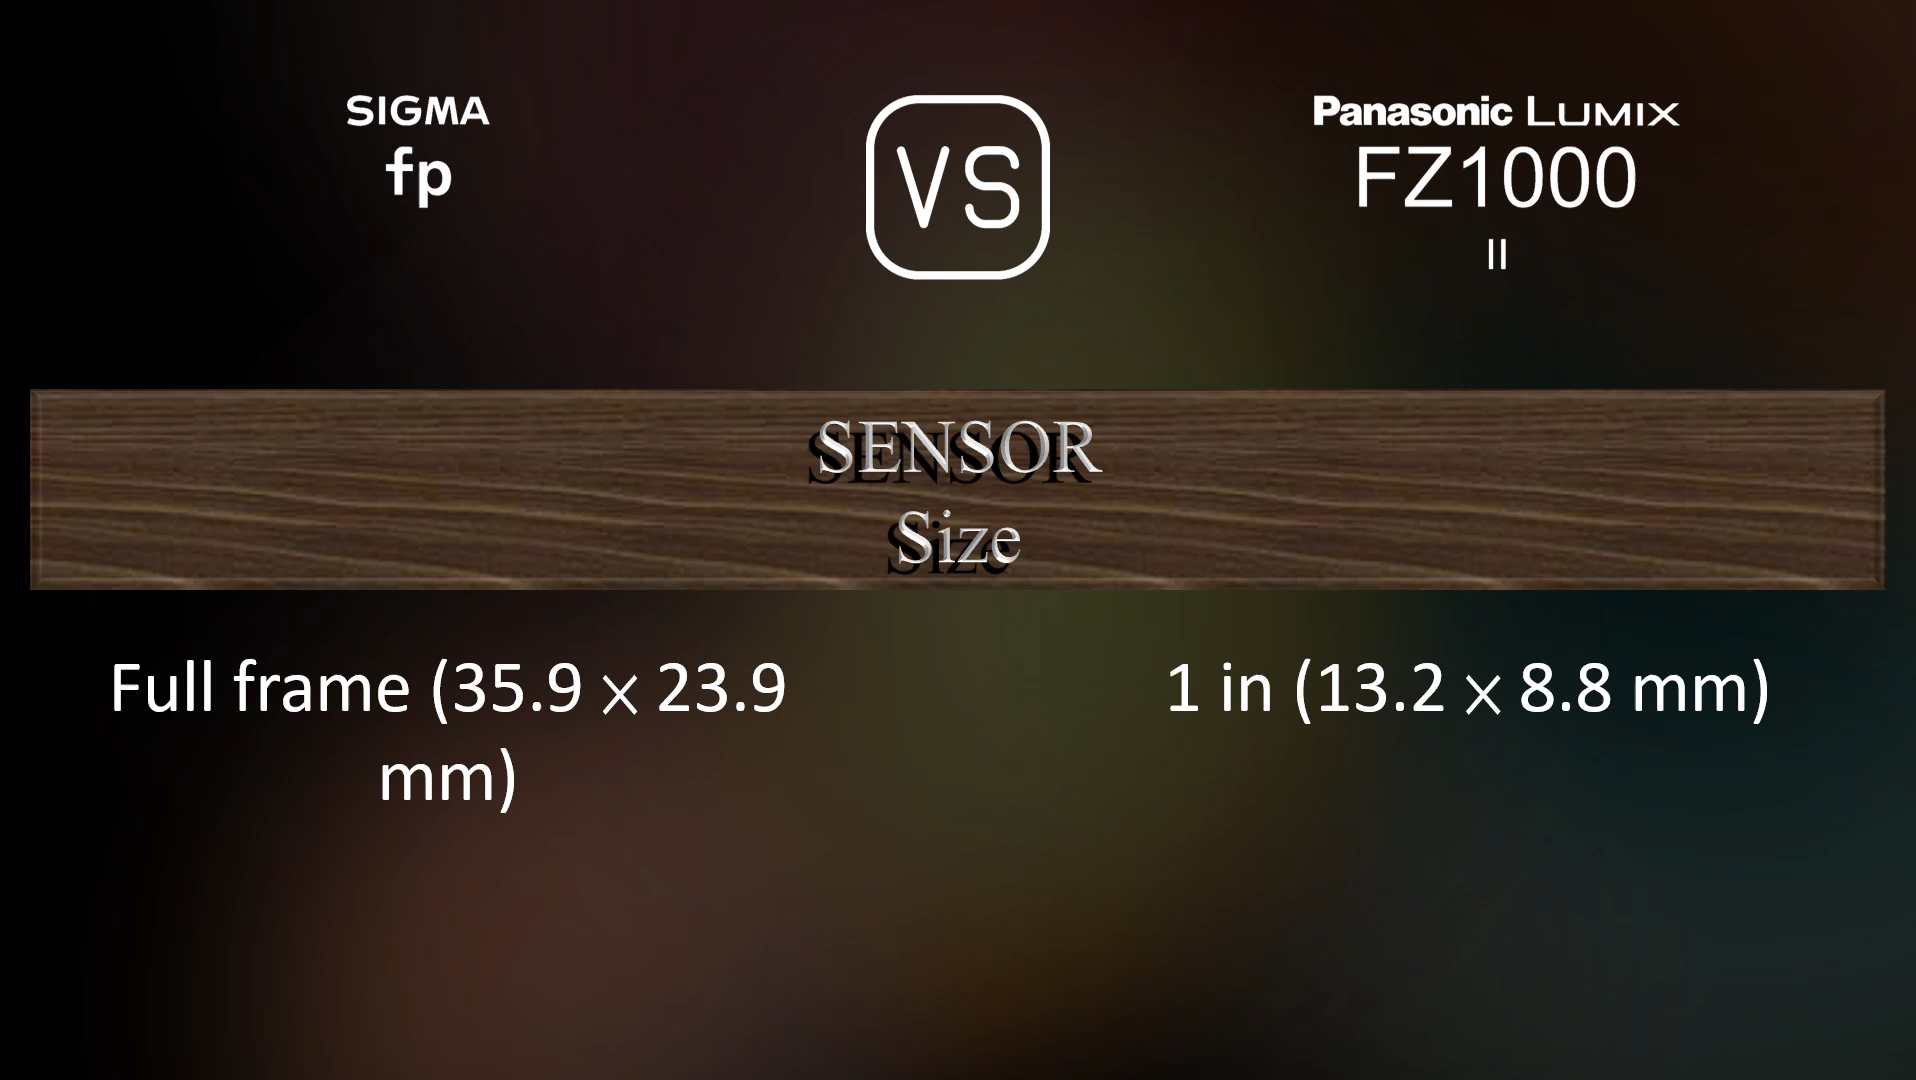 SIGMA
fp
VS
Panasonic LUMIX
FZ1000
II
SENSOR
Size
Full frame (35.9 x 23.9
mm)
1 in (13.2 x 8.8 mm)